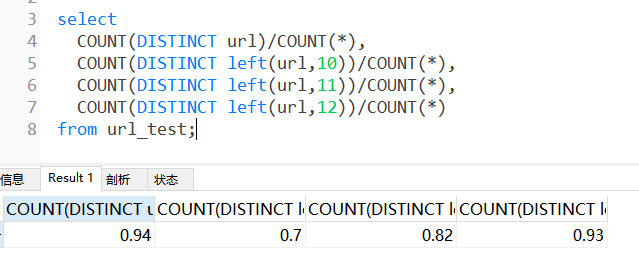 3 select
4 COUNT(DISTINCT url)/COUNT(*),
5 COUNT(DISTINCT left(url,10))/COUNT(*),
6 COUNT(DISTINCT left(url,11))/COUNT(*),
7 COUNT(DISTINCT left(url,12))/COUNT(*)
8 from url_test;
信息 Result 1 剖析 状态
COUNT(DISTINCT u COUNT(DISTINCT le COUNT(DISTINCT le COUNT(DISTINCT le
0.94 0.7 0.82 0.93